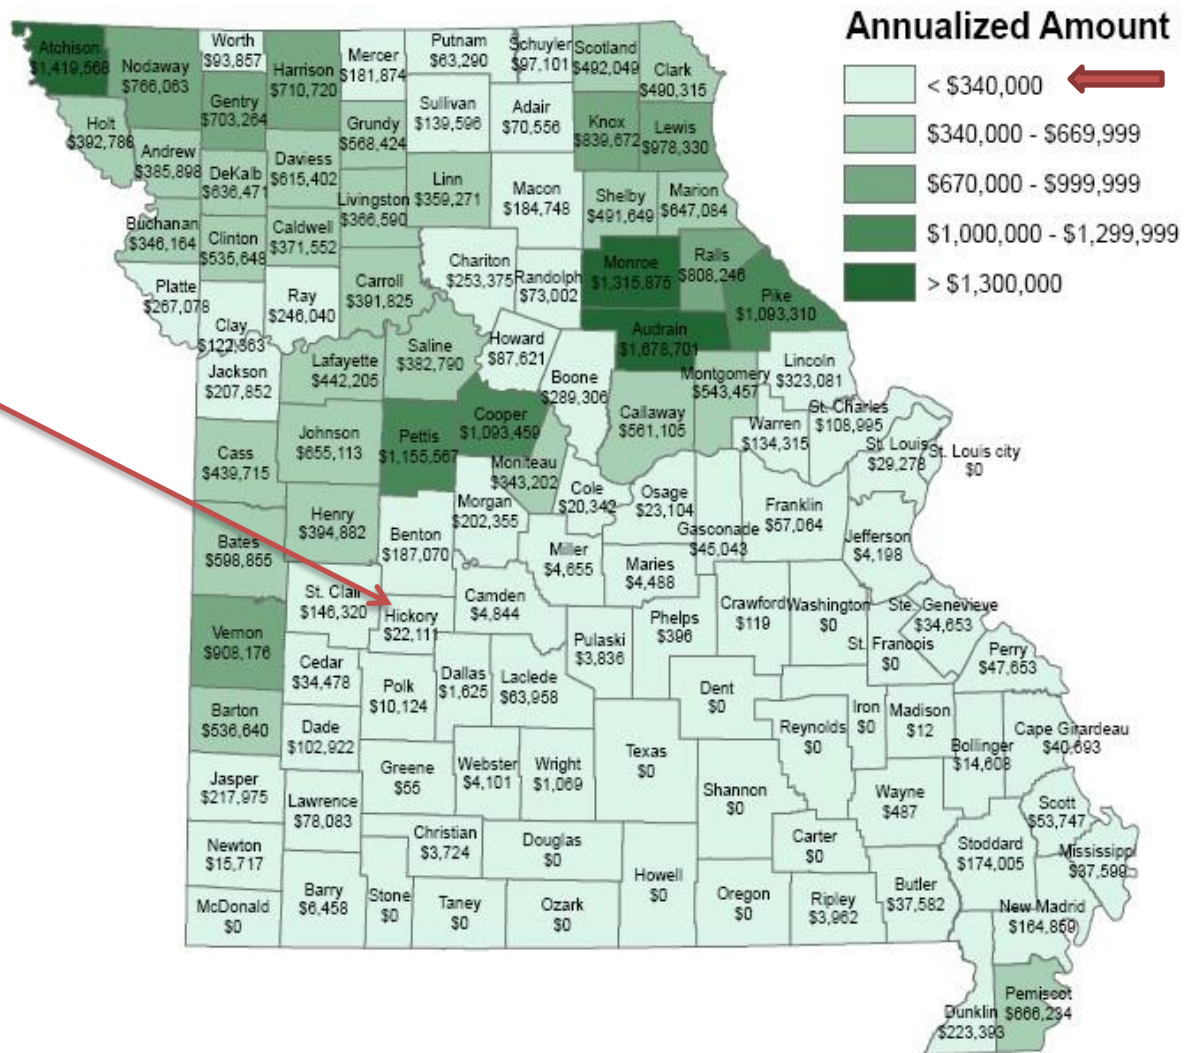 Annualized Amount
< $340,000
$340,000 - $669,999
$670,000 - $999,999
$1,000,000 - $1,299,999
> $1,300,000
Atchison
$1,419,568
Nodaway
$766,063
Worth
$93,857
Harrison
$710,720
Mercer
$181,874
Putnam
$63,290
Schuyler
$97,101
Scotland
$492,049
Clark
$490,315
Holt
$392,786
Andrew
$385,898
Gentry
$703,264
DeKalb
$636,471
Daviess
$615,402
Grundy
$568,424
Sullivan
$139,596
Adair
$70,556
Knox
$839,672
Lewis
$978,330
Buchanan
$346,164
Clinton
$535,648
Caldwell
$371,552
Livingston
$366,590
Linn
$359,271
Macon
$184,748
Shelby
$491,649
Marion
$647,084
Platte
$267,078
Clay
$122,363
Ray
$246,040
Carroll
$391,825
Chariton
$253,375
Randolph
$73,002
Monroe
$1,315,875
Ralls
$808,246
Pike
$1,093,310
Jackson
$207,852
Lafayette
$442,205
Saline
$382,790
Howard
$87,621
Boone
$289,306
Audrain
$1,678,701
Callaway
$561,105
Montgomery
$543,457
Lincoln
$323,081
Warren
$134,315
St. Charles
$108,995
St. Louis
$29,278
St. Louis city
$0
Cass
$439,715
Johnson
$655,113
Pettis
$1,155,567
Cooper
$1,093,459
Moniteau
$343,202
Cole
$20,342
Osage
$23,104
Gasconade
$45,043
Franklin
$57,064
Jefferson
$4,198
Bates
$598,855
Henry
$394,882
Benton
$187,070
Morgan
$202,355
Miller
$4,655
Maries
$4,488
St. Clair
$146,320
Hickory
$22,111
Camden
$4,844
Pulaski
$3,836
Phelps
$396
Crawford
$119
Washington
$0
Ste. Genevieve
$34,653
St. Francois
$0
Perry
$47,653
Vernon
$908,176
Cedar
$34,478
Polk
$10,124
Dallas
$1,625
Laclede
$63,958
Dent
$0
Iron
$0
Reynolds
$0
Madison
$12
Bollinger
$14,608
Cape Girardeau
$40,693
Barton
$536,640
Dade
$102,922
Greene
$55
Webster
$4,101
Wright
$1,069
Texas
$0
Shannon
$0
Wayne
$487
Scott
$53,747
Jasper
$217,975
Lawrence
$78,083
Christian
$3,724
Douglas
$0
Howell
$0
Carter
$0
Stoddard
$174,005
Mississippi
$37,599
Newton
$15,717
McDonald
$0
Barry
$6,458
Stone
$0
Taney
$0
Ozark
$0
Oregon
$0
Ripley
$3,962
Butler
$37,582
New Madrid
$164,859
Dunklin
$223,393
Pemiscot
$666,234